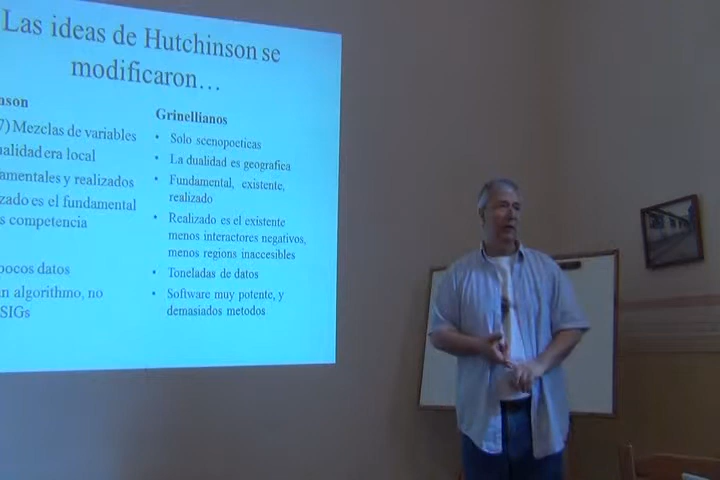 Las ideas de Hutchinson se
modificaron…
nson
7) Mezclas de variables
ualidad era local
amentales y realizados
zado es el fundamental
s competencia
pocos datos
n algorithmo, no
SIGs
Grinellianos
• Solo scenopoeticas
• La dualidad es geografica
• Fundamental, existente,
realizado
• Realizado es el existente
menos interactores negativos,
menos regions inaccesibles
• Toneladas de datos
• Software muy potente, y
demasiados metodos